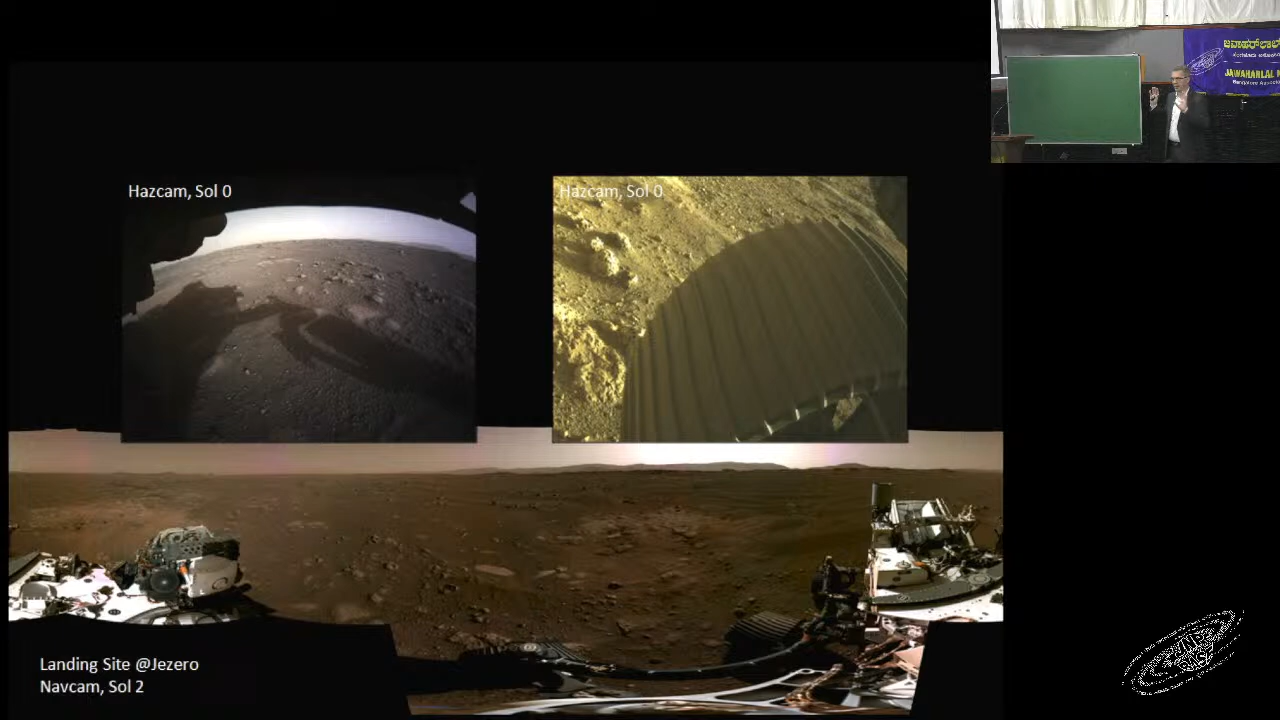 Hazcam, Sol 0
Hazcam, Sol 0
Landing Site @Jezero
Navcam, Sol 2
JAWAHARLAL